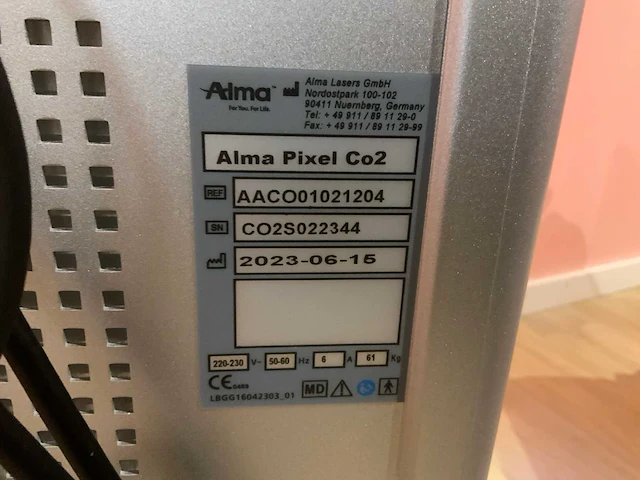 Alma™
For You. For Life.
Alma Lasers GmbH
Nordostpark 100-102
90411 Nuernberg, Germany
Tel: + 49 911 / 89 11 29-0
Fax: + 49 911 / 89 11 29-99
Alma Pixel Co2
REF AACO01021204
SN CO2S022344
2023-06-15
220-230 V~ 50-60 Hz 6 A 61 Kg
CE
LBGG16042303_01
MD